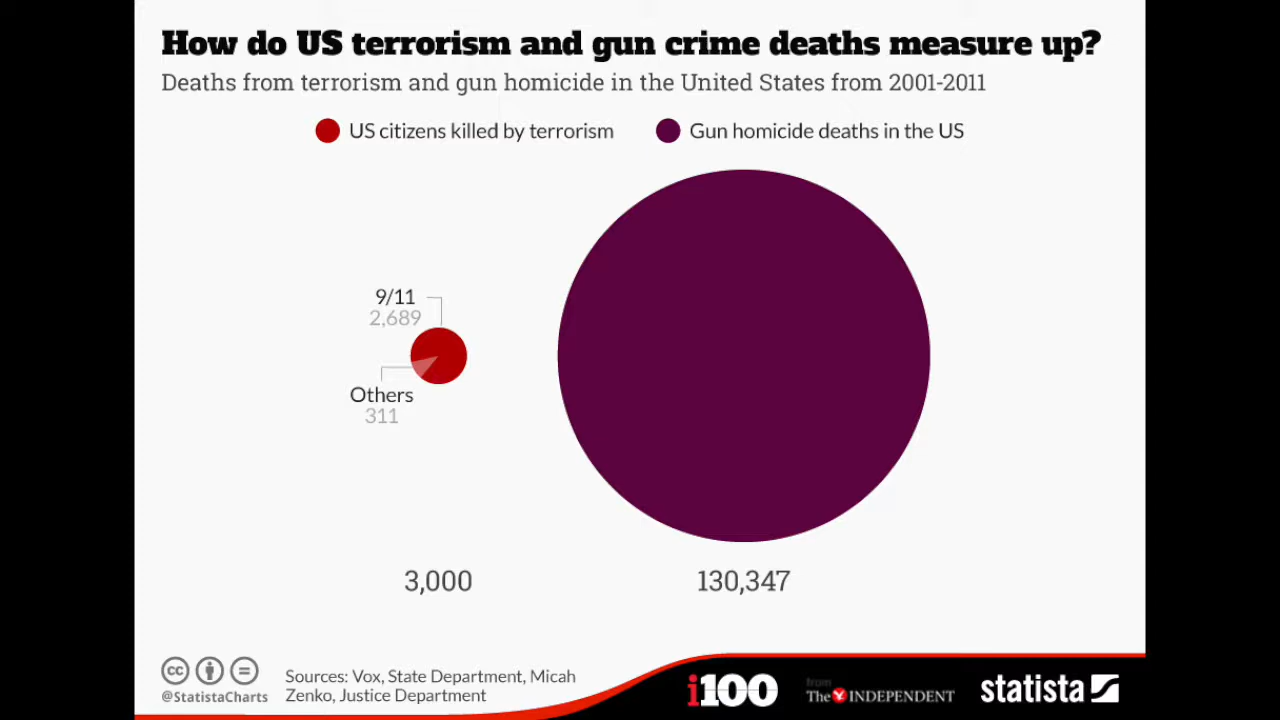 How do US terrorism and gun crime deaths measure up?
Deaths from terrorism and gun homicide in the United States from 2001-2011
US citizens killed by terrorism
Gun homicide deaths in the US
9/11
2,689
Others
311
3,000
130,347
cc
@StatistaCharts
Sources: Vox, State Department, Micah
Zenko, Justice Department
i100
from
The INDEPENDENT
statista